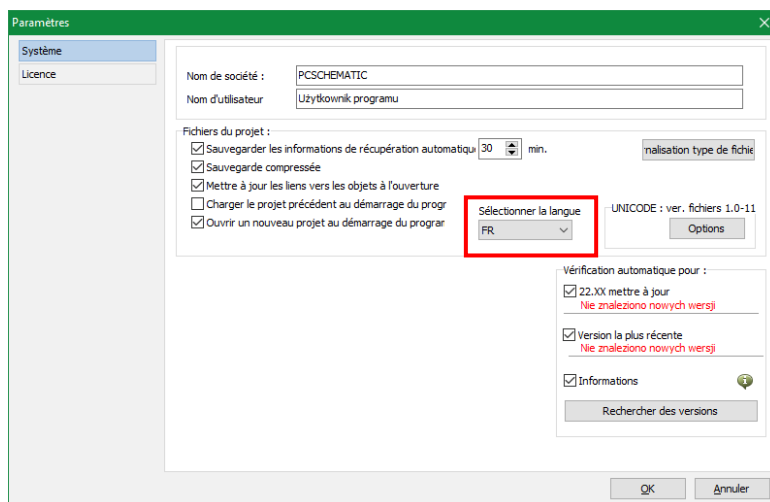 Paramètres
Système
Licence
Nom de société :
PCSCHEMATIC
Nom d'utilisateur
Użytkownik programu
Fichiers du projet :
Sauvegarder les informations de récupération automatiqu 30 min.
nalisation type de fichie
Sauvegarde compressée
Mettre à jour les liens vers les objets à l'ouverture
Charger le projet précédent au démarrage du progr
Ouvrir un nouveau projet au démarrage du prograr
Sélectionner la langue
FR
UNICODE : ver. fichiers 1.0-11
Options
Vérification automatique pour :
22.XX mettre à jour
Nie znaleziono nowych wersji
Version la plus récente
Nie znaleziono nowych wersji
Informations
Rechercher des versions
OK
Annuler